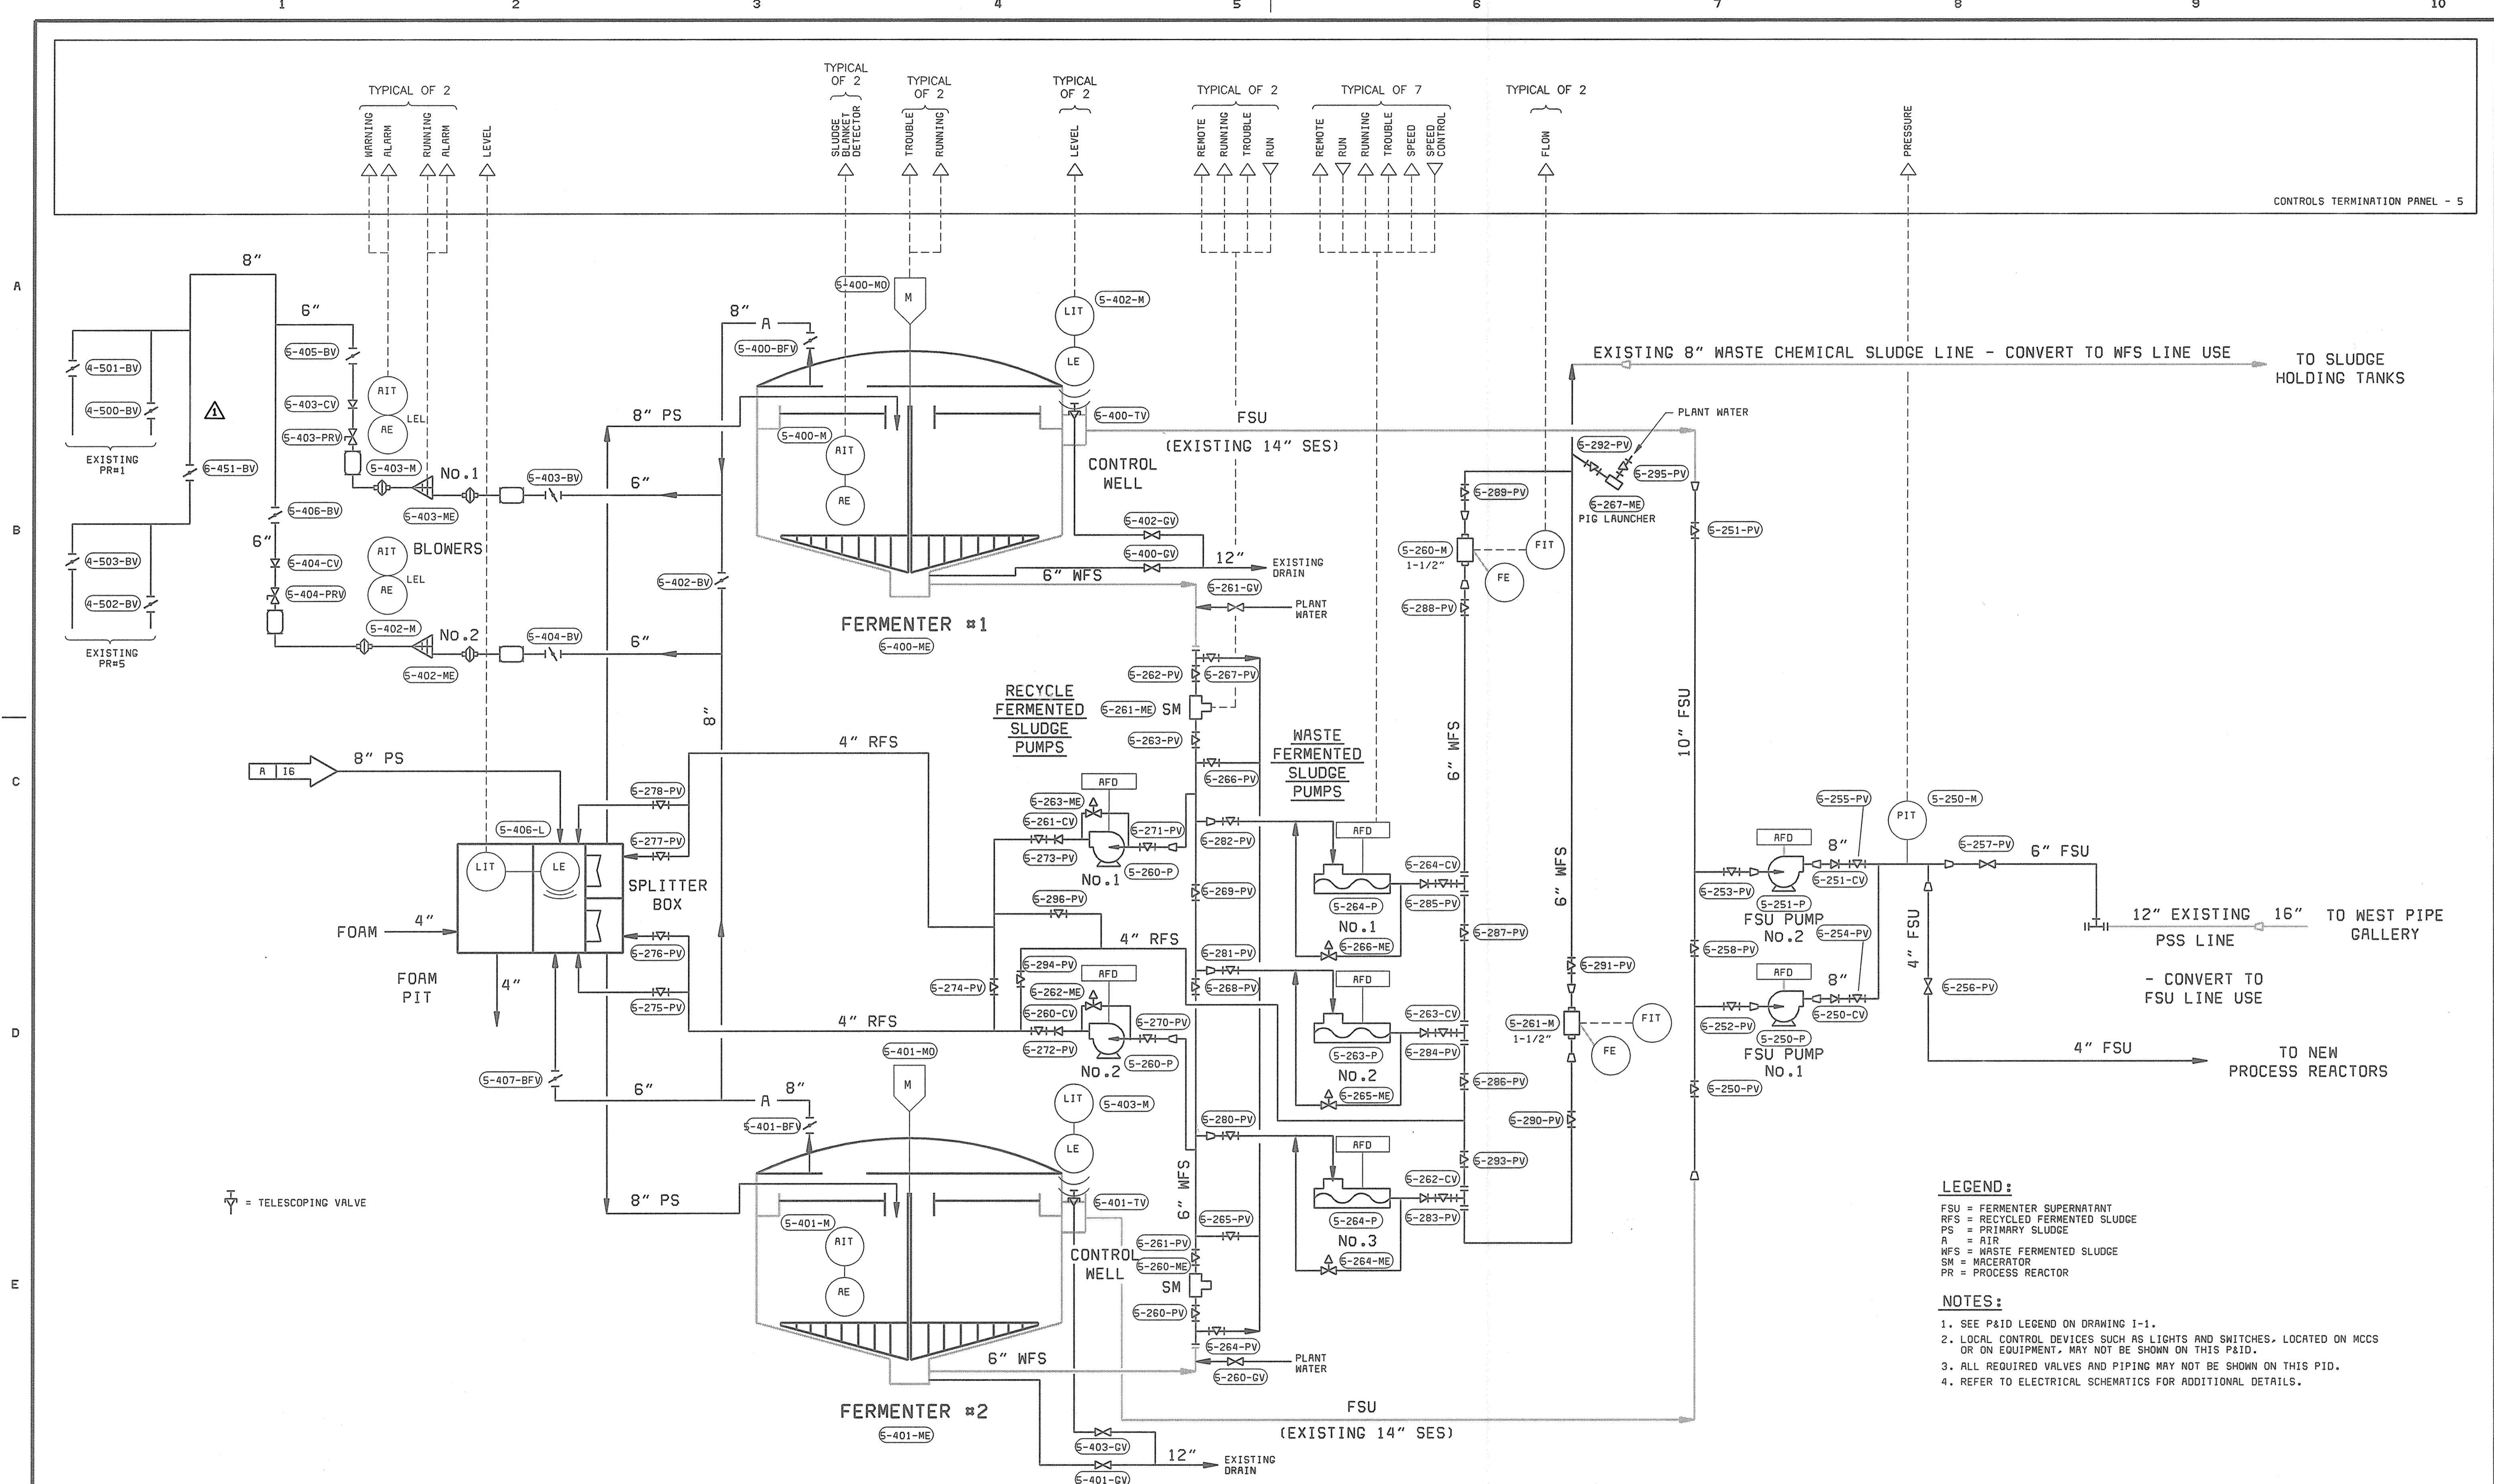 1 2 3 4 5 6 7 8 9 10
TYPICAL OF 2
WARNING
ALARM
RUNNING
ALARM
LEVEL
TYPICAL
OF 2
SLUDGE
BLANKET
DETECTOR
TYPICAL
OF 2
TROUBLE
RUNNING
TYPICAL
OF 2
LEVEL
TYPICAL OF 2
REMOTE
RUNNING
TROUBLE
RUN
TYPICAL OF 7
REMOTE
RUN
RUNNING
TROUBLE
SPEED
SPEED
CONTROL
TYPICAL OF 2
FLOW
PRESSURE
CONTROLS TERMINATION PANEL - 5
A
B
C
D
E
8"
6"
4-501-BV
4-500-BV
EXISTING
PR#1
1
6-451-BV
4-503-BV
4-502-BV
EXISTING
PR#5
5-405-BV
5-403-CV
5-403-PRV
AIT
AE
LEL
5-403-M
No.1
5-403-ME
5-403-BV
6"
5-406-BV
6"
5-404-CV
5-404-PRV
AIT
BLOWERS
AE
LEL
5-402-M
No.2
5-402-ME
5-404-BV
6"
5-402-BV
8"
8"
A
5-400-BFV
5-400-MO
M
5-402-M
LIT
LE
8" PS
5-400-M
AIT
AE
5-400-TV
FSU
(EXISTING 14" SES)
CONTROL
WELL
5-402-GV
5-400-GV
12"
EXISTING
DRAIN
6" WFS
5-261-GV
PLANT
WATER
FERMENTER #1
5-400-ME
EXISTING 8" WASTE CHEMICAL SLUDGE LINE - CONVERT TO WFS LINE USE
TO SLUDGE
HOLDING TANKS
PLANT WATER
5-292-PV
5-295-PV
5-267-ME
PIG LAUNCHER
5-289-PV
5-260-M
1-1/2"
FIT
FE
5-288-PV
5-251-PV
5-262-PV
5-267-PV
5-261-ME
SM
5-263-PV
5-266-PV
RECYCLE
FERMENTED
SLUDGE
PUMPS
WASTE
FERMENTED
SLUDGE
PUMPS
6" WFS
6" WFS
10" FSU
A I6
8" PS
4" RFS
5-278-PV
5-277-PV
5-406-L
LIT
LE
SPLITTER
BOX
FOAM
4"
FOAM
PIT
4"
5-276-PV
5-275-PV
4" RFS
AFD
5-263-ME
5-261-CV
5-273-PV
5-271-PV
5-260-P
No.1
5-296-PV
4" RFS
5-294-PV
5-274-PV
AFD
5-262-ME
5-260-CV
5-272-PV
5-270-PV
5-260-P
No.2
5-282-PV
5-269-PV
5-281-PV
5-268-PV
5-280-PV
AFD
5-264-CV
5-285-PV
5-264-P
No.1
5-266-ME
5-287-PV
AFD
5-263-CV
5-284-PV
5-263-P
No.2
5-265-ME
5-286-PV
AFD
5-293-PV
5-262-CV
5-283-PV
5-264-P
No.3
5-264-ME
5-291-PV
5-261-M
1-1/2"
FIT
FE
5-290-PV
5-255-PV
PIT
5-250-M
AFD
8"
5-257-PV
6" FSU
5-253-PV
5-251-CV
5-251-P
FSU PUMP
No.2
5-254-PV
4" FSU
5-258-PV
AFD
8"
5-252-PV
5-250-CV
5-250-P
FSU PUMP
No.1
5-256-PV
5-250-PV
12" EXISTING 16"
PSS LINE
TO WEST PIPE
GALLERY
- CONVERT TO
FSU LINE USE
4" FSU
TO NEW
PROCESS REACTORS
5-407-BFV
6"
A
8"
5-401-BFV
5-401-MO
M
LIT
5-403-M
LE
8" PS
5-401-M
AIT
AE
5-401-TV
CONTROL
WELL
6" WFS
5-265-PV
5-261-PV
5-260-ME
SM
5-260-PV
5-264-PV
PLANT
WATER
5-260-GV
6" WFS
FERMENTER #2
5-401-ME
FSU
(EXISTING 14" SES)
5-403-GV
12"
EXISTING
DRAIN
5-401-GV
= TELESCOPING VALVE
LEGEND:
FSU = FERMENTER SUPERNATANT
RFS = RECYCLED FERMENTED SLUDGE
PS = PRIMARY SLUDGE
A = AIR
WFS = WASTE FERMENTED SLUDGE
SM = MACERATOR
PR = PROCESS REACTOR
NOTES:
1. SEE P&ID LEGEND ON DRAWING I-1.
2. LOCAL CONTROL DEVICES SUCH AS LIGHTS AND SWITCHES, LOCATED ON MCCS
OR ON EQUIPMENT, MAY NOT BE SHOWN ON THIS P&ID.
3. ALL REQUIRED VALVES AND PIPING MAY NOT BE SHOWN ON THIS PID.
4. REFER TO ELECTRICAL SCHEMATICS FOR ADDITIONAL DETAILS.